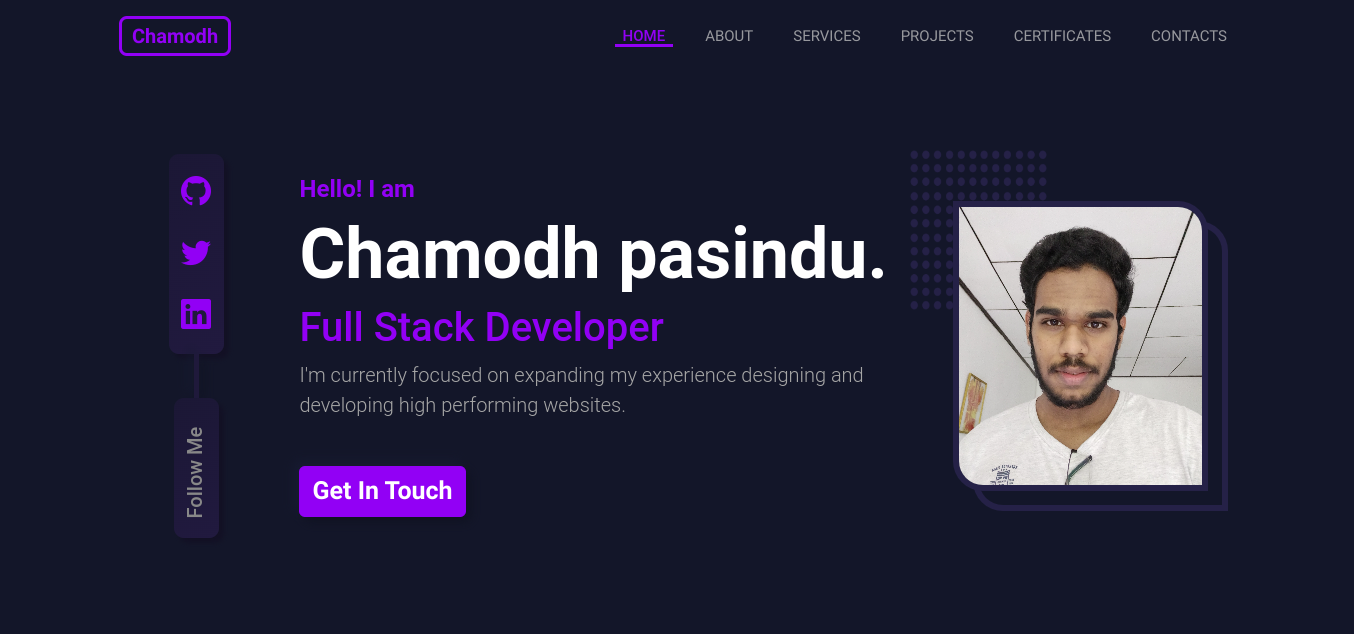 Chamodh
HOME ABOUT SERVICES PROJECTS CERTIFICATES CONTACTS
Hello! I am
Chamodh pasindu.
Full Stack Developer
I'm currently focused on expanding my experience designing and
developing high performing websites.
Get In Touch
Follow Me